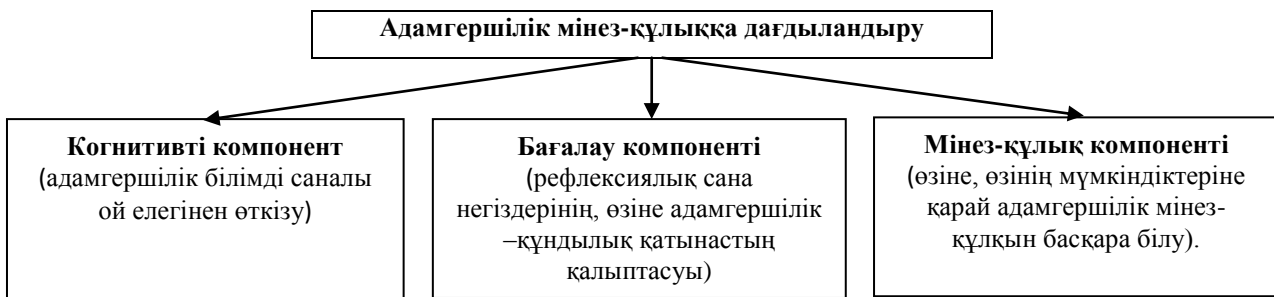 Адамгершілік мінез-құлыққа дағдыландыру
Когнитивті компонент
(адамгершілік білімді саналы
ой елегінен өткізу)
Бағалау компоненті
(рефлексиялық сана
негіздерінің, өзіне адамгершілік
–құндылық қатынастың
қалыптасуы)
Мінез-құлық компоненті
(өзіне, өзінің мүмкіндіктеріне
қарай адамгершілік мінез-
құлқын басқара білу).